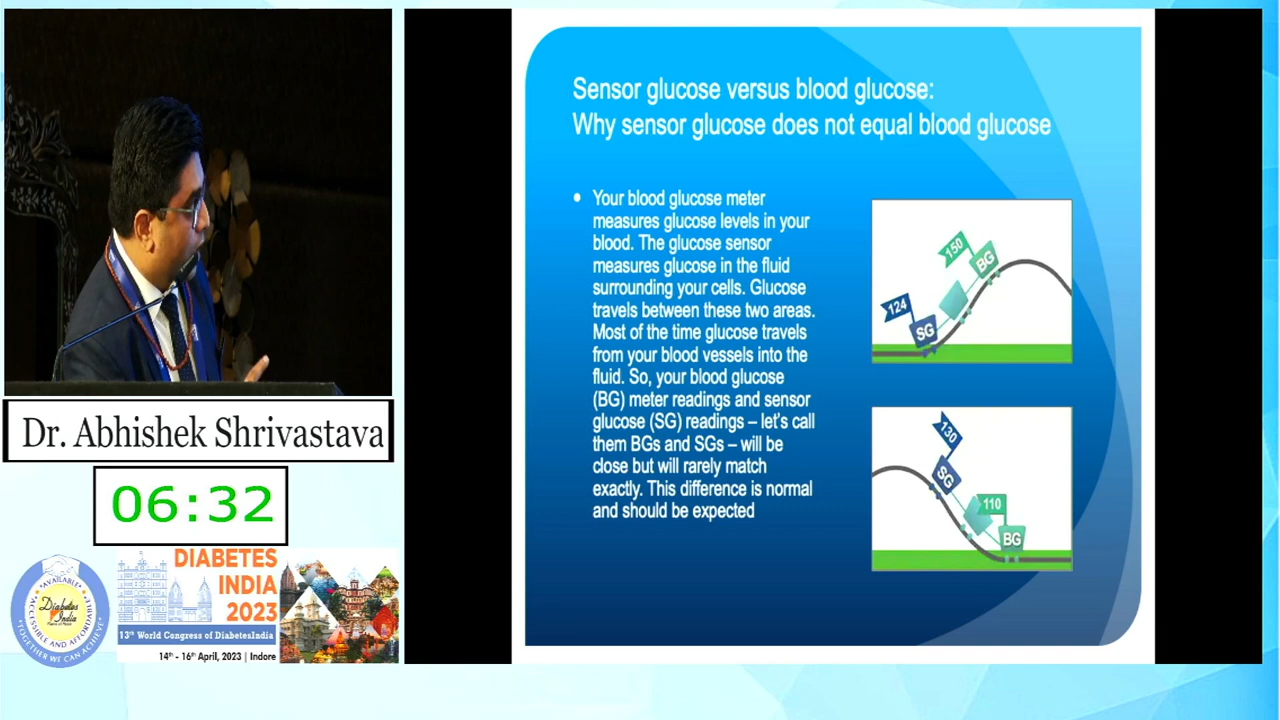 Sensor glucose versus blood glucose:
Why sensor glucose does not equal blood glucose
• Your blood glucose meter
measures glucose levels in your
blood. The glucose sensor
measures glucose in the fluid
surrounding your cells. Glucose
travels between these two areas.
Most of the time glucose travels
from your blood vessels into the
fluid. So, your blood glucose
(BG) meter readings and sensor
glucose (SG) readings – let's call
them BGs and SGs – will be
close but will rarely match
exactly. This difference is normal
and should be expected
150
BG
124
SG
130
SG
110
BG
Dr. Abhishek Shrivastava
06:32
AVAILABLE
ACCESSIBLE AND AFFORDABLE
TOGETHER WE CAN ACHIEVE
Diabetes
India
DIABETES
INDIA
2023
13th World Congress of DiabetesIndia
14th - 16th April, 2023 | Indore